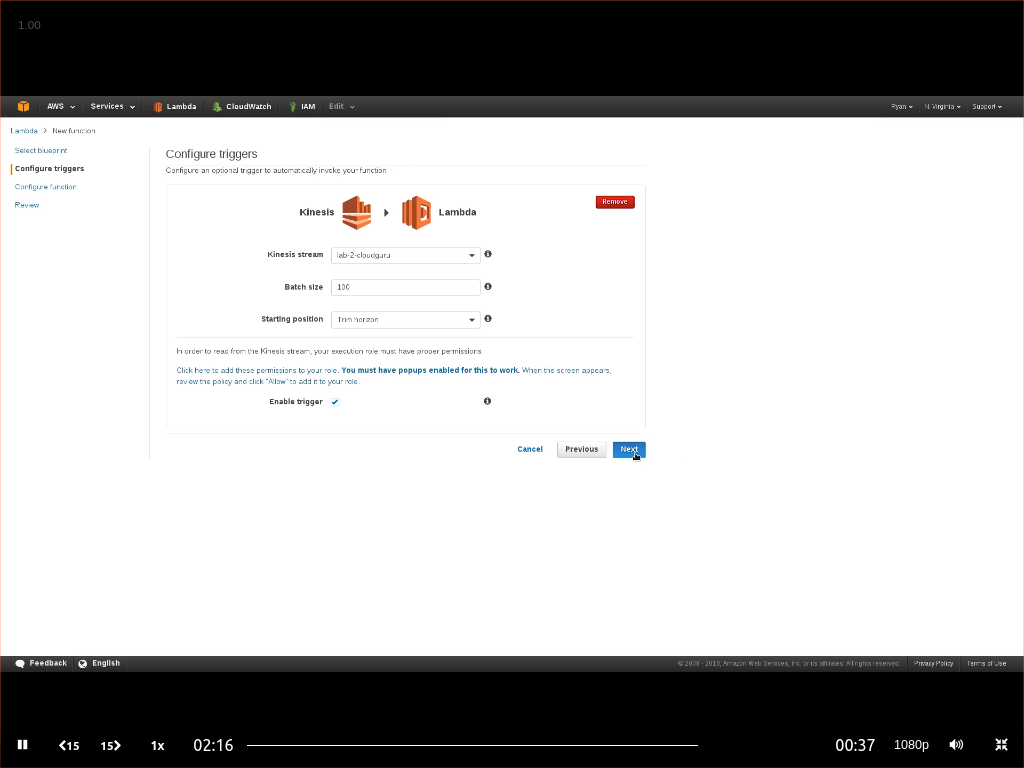 1.00
AWS Services Lambda CloudWatch IAM Edit Ryan N. Virginia Support
Lambda > New function
Select blueprint
Configure triggers
Configure function
Review
Configure triggers
Configure an optional trigger to automatically invoke your function
Kinesis Lambda
Remove
Kinesis stream lab-2-cloudguru
Batch size 100
Starting position Trim horizon
In order to read from the Kinesis stream, your execution role must have proper permissions
Click here to add these permissions to your role. You must have popups enabled for this to work. When the screen appears,
review the policy and click "Allow" to add it to your role.
Enable trigger
Cancel Previous Next
Feedback English © 2008 - 2016, Amazon Web Services, Inc. or its affiliates. All rights reserved. Privacy Policy Terms of Use
15 15 1x 02:16 00:37 1080p